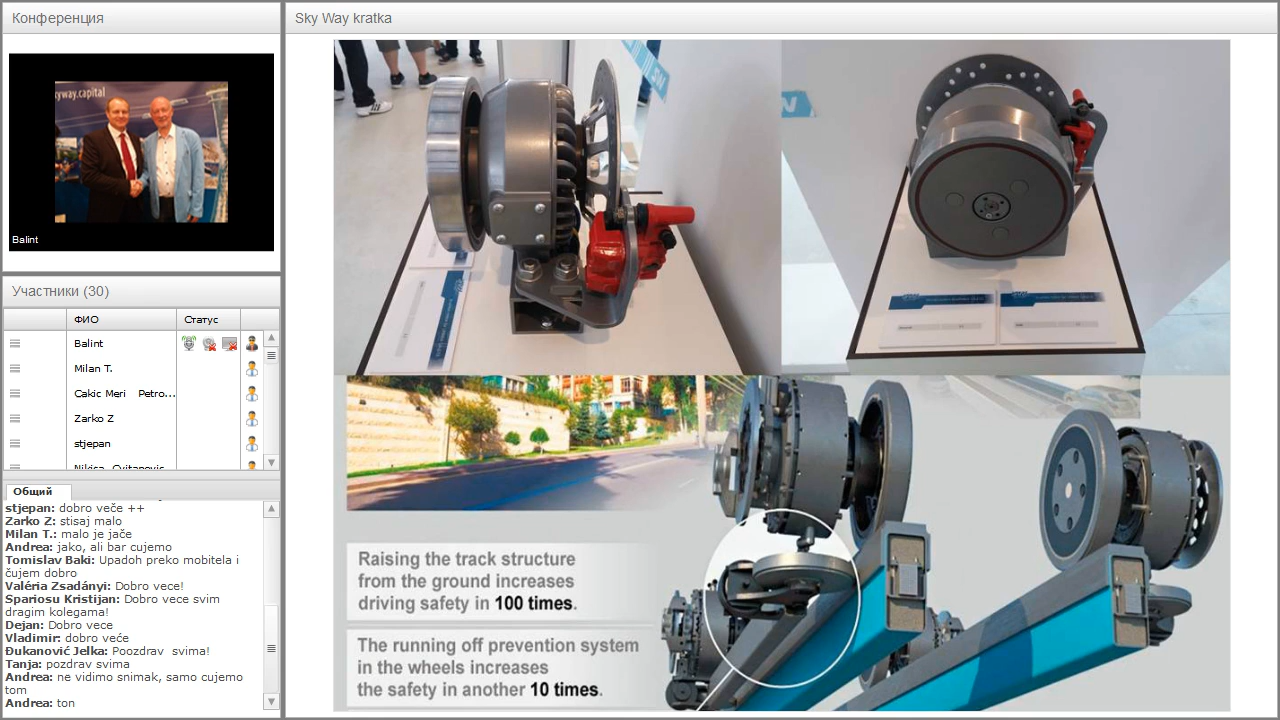 Конференция
kyway.capital
Balint
Участники (30)
ФИО
Статус
Balint
Milan T.
Cakic Meri Petro...
Zarko Z
stjepan
Общий
stjepan: dobro veče ++
Zarko Z: stisaj malo
Milan T.: malo je jače
Andrea: jako, ali bar cujemo
Tomislav Baki: Upadoh preko mobitela i
čujem dobro
Valéria Zsadányi: Dobro vece!
Spariosu Kristian: Dobro vece svim
dragim kolegama!
Dejan: Dobro vece
Vladimir: dobro veće
Đukanović Jelka: Poozdrav svima!
Tanja: pozdrav svima
Andrea: ne vidimo snimak, samo cujemo
tom
Andrea: ton
Sky Way kratka
Raising the track structure
from the ground increases
driving safety in 100 times.
The running off prevention system
in the wheels increases
the safety in another 10 times.